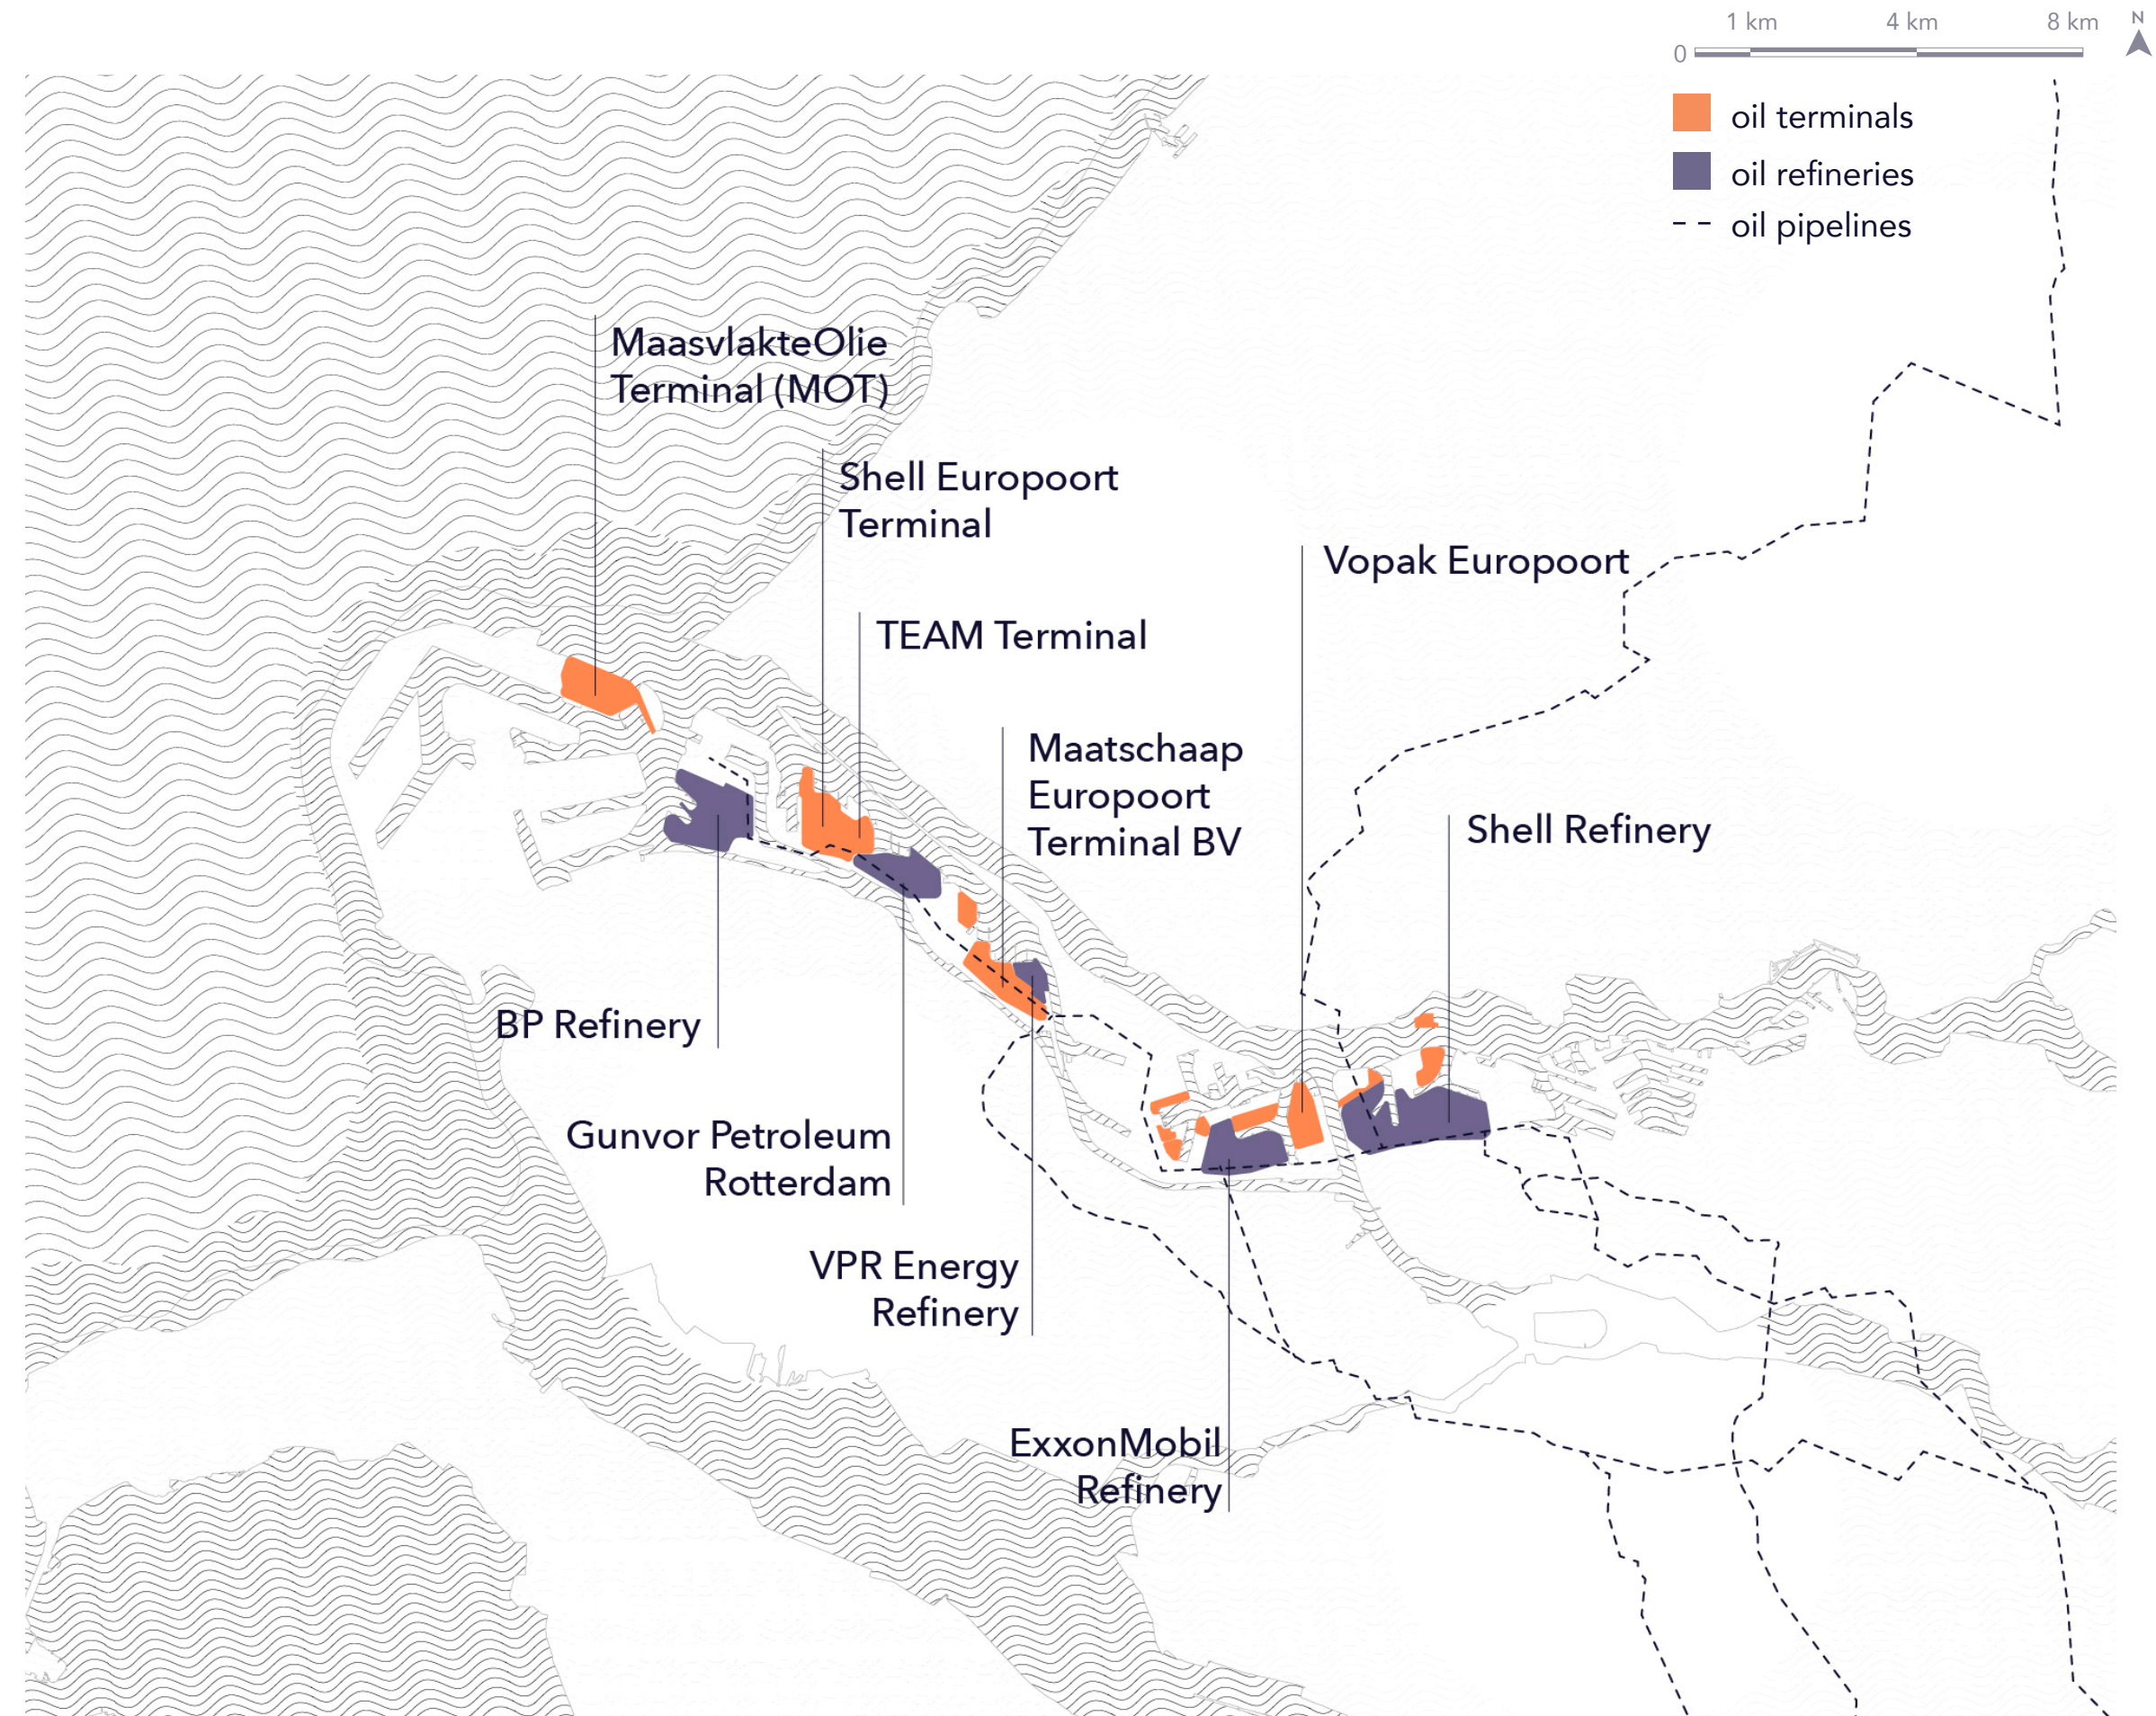 1 km 4 km 8 km N
0
oil terminals
oil refineries
oil pipelines
MaasvlakteOlie
Terminal (MOT)
Shell Europoort
Terminal
Vopak Europoort
TEAM Terminal
Maatschaap
Europoort
Terminal BV
Shell Refinery
BP Refinery
Gunvor Petroleum
Rotterdam
VPR Energy
Refinery
ExxonMobil
Refinery